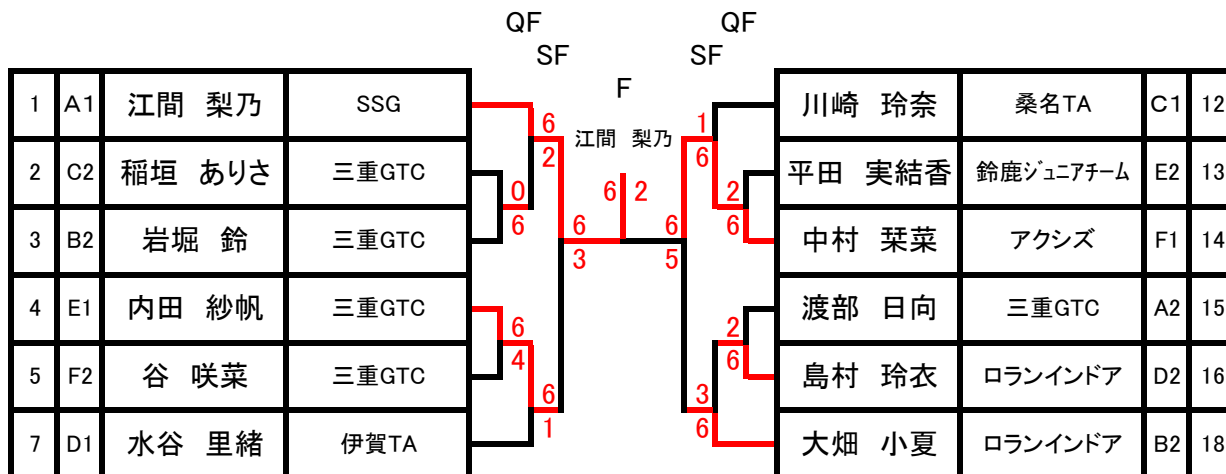 QF QF
SF SF
F
江間 梨乃
1 A1 江間 梨乃 SSG
2 C2 稲垣 ありさ 三重GTC
3 B2 岩堀 鈴 三重GTC
4 E1 内田 紗帆 三重GTC
5 F2 谷 咲菜 三重GTC
7 D1 水谷 里緒 伊賀TA
6
2
0
6
6
4
6
1
6
3
6 2
6
5
1
6
2
6
2
6
3
6
川崎 玲奈 桑名TA C1 12
平田 実結香 鈴鹿ジュニアチーム E2 13
中村 栞菜 アクシズ F1 14
渡部 日向 三重GTC A2 15
島村 玲衣 ロランインドア D2 16
大畑 小夏 ロランインドア B2 18